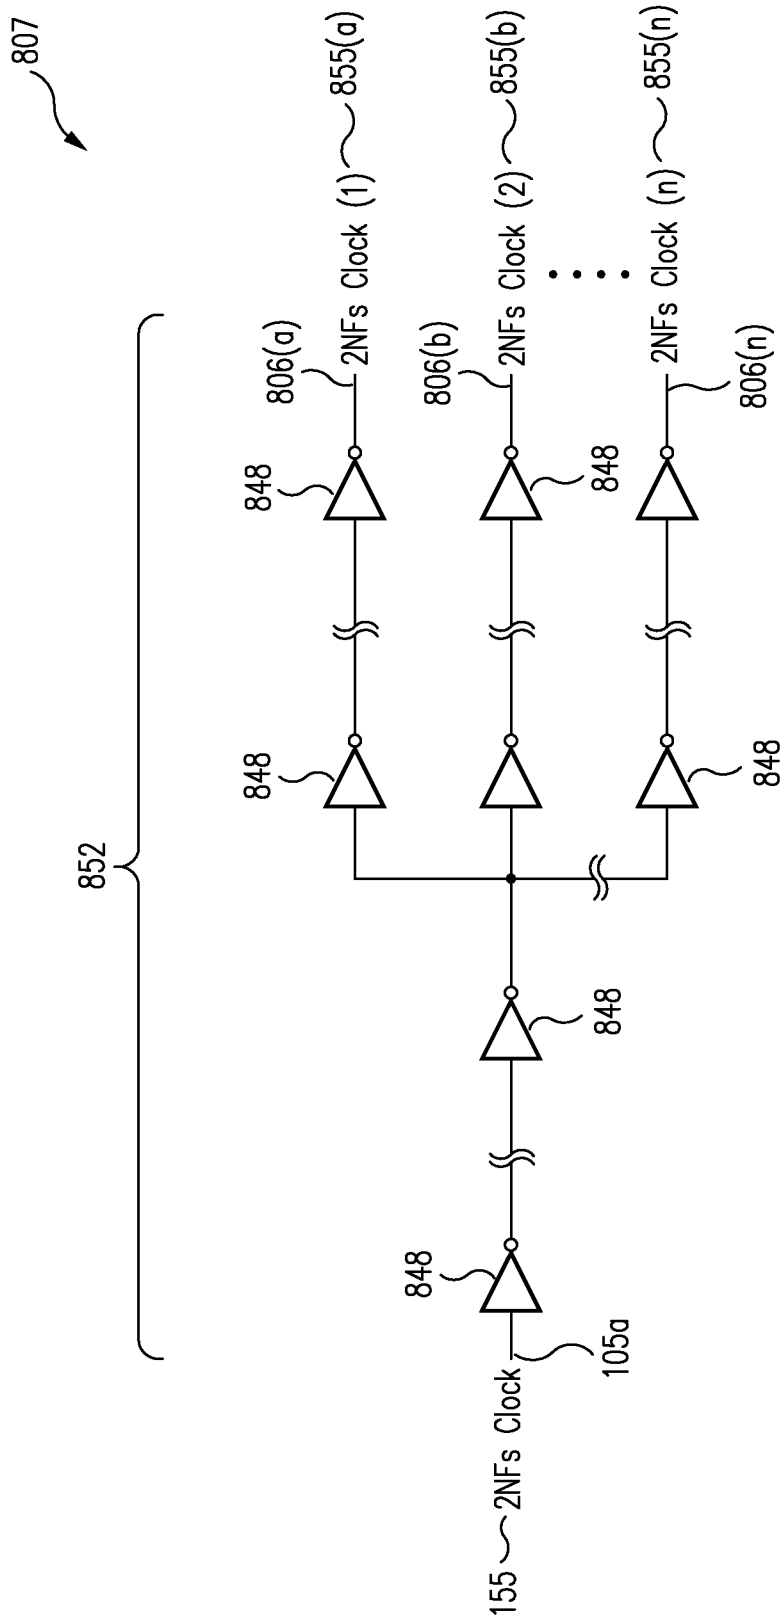 807
852
848
848
806(a)
2NFs Clock (1)
855(a)
155
2NFs Clock
105a
848
848
848
806(b)
2NFs Clock (2)
855(b)
848
806(n)
2NFs Clock (n)
855(n)